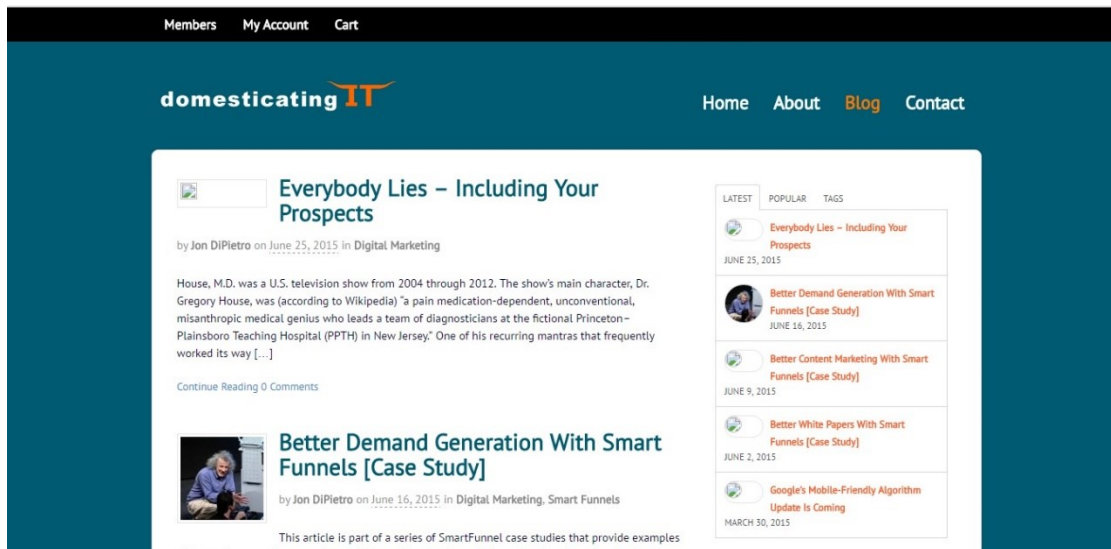 Members My Account Cart
domesticating IT
Home About Blog Contact
Everybody Lies – Including Your
Prospects
by Jon DiPietro on June 25, 2015 in Digital Marketing
House, M.D. was a U.S. television show from 2004 through 2012. The show's main character, Dr.
Gregory House, was (according to Wikipedia) “a pain medication-dependent, unconventional,
misanthropic medical genius who leads a team of diagnosticians at the fictional Princeton–
Plainsboro Teaching Hospital (PPTH) in New Jersey.” One of his recurring mantras that frequently
worked its way […]
Continue Reading 0 Comments
Better Demand Generation With Smart
Funnels [Case Study]
by Jon DiPietro on June 16, 2015 in Digital Marketing, Smart Funnels
This article is part of a series of SmartFunnel case studies that provide examples
LATEST POPULAR TAGS
Everybody Lies – Including Your
Prospects
JUNE 25, 2015
Better Demand Generation With Smart
Funnels [Case Study]
JUNE 16, 2015
Better Content Marketing With Smart
Funnels [Case Study]
JUNE 9, 2015
Better White Papers With Smart
Funnels [Case Study]
JUNE 2, 2015
Google's Mobile-Friendly Algorithm
Update Is Coming
MARCH 30, 2015